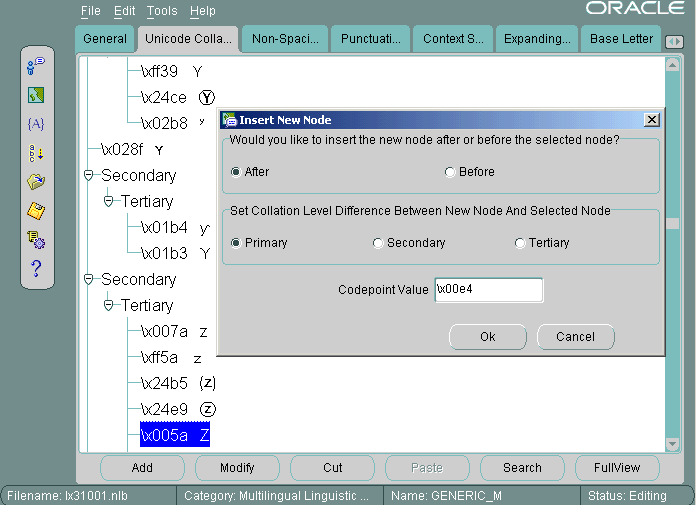 File Edit Tools Help
ORACLE
General Unicode Colla... Non-Spaci... Punctuati... Context S... Expanding... Base Letter
\xff39 Y
\x24ce Ⓨ
\x02b8 ʸ
\x028f ʏ
Secondary
Tertiary
\x01b4 ƴ
\x01b3 Ƴ
Secondary
Tertiary
\x007a z
\xff5a z
\x24b5 ⒵
\x24e9 ⓩ
\x005a Z
{A}
?
Insert New Node
Would you like to insert the new node after or before the selected node?
After Before
Set Collation Level Difference Between New Node And Selected Node
Primary Secondary Tertiary
Codepoint Value \x00e4
Ok Cancel
Add Modify Cut Paste Search FullView
Filename: lx31001.nlb Category: Multilingual Linguistic ... Name: GENERIC_M Status: Editing